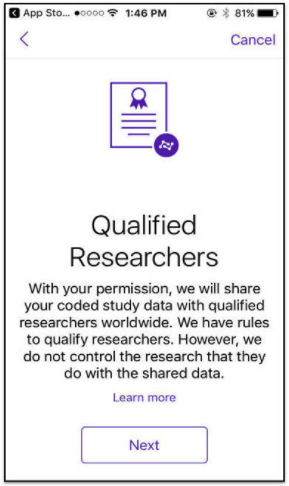 App Sto... 1:46 PM 81%
Cancel
Qualified
Researchers
With your permission, we will share
your coded study data with qualified
researchers worldwide. We have rules
to qualify researchers. However, we
do not control the research that they
do with the shared data.
Learn more
Next